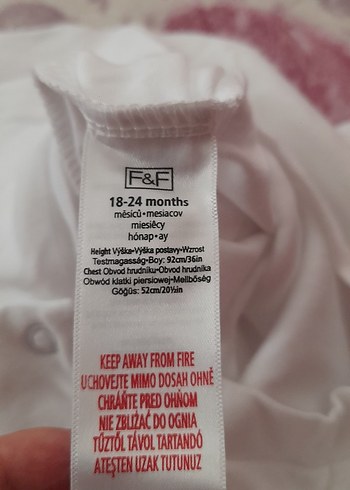 F&F
18-24 months
měsíců•mesiacov
miesięcy
hónap•ay
Height Výška•Výška postavy•Wzrost
Testmagasság•Boy: 92cm/36in
Chest Obvod hrudníku•Obvod hrudníka
Obwód klatki piersiowej•Mellbőség
Göğüs: 52cm/20½in
KEEP AWAY FROM FIRE
UCHOVEJTE MIMO DOSAH OHNĚ
CHRÁŇTE PRED OHŇOM
NIE ZBLIŻAĆ DO OGNIA
TŰZTŐL TÁVOL TARTANDÓ
ATEŞTEN UZAK TUTUNUZ